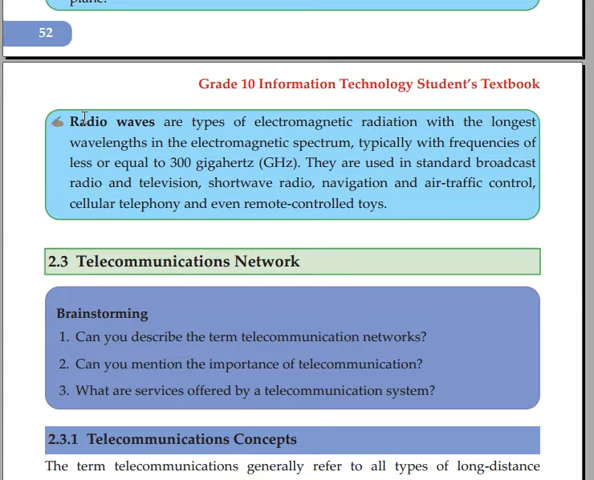 plane.
52
Grade 10 Information Technology Student's Textbook
Radio waves are types of electromagnetic radiation with the longest
wavelengths in the electromagnetic spectrum, typically with frequencies of
less or equal to 300 gigahertz (GHz). They are used in standard broadcast
radio and television, shortwave radio, navigation and air-traffic control,
cellular telephony and even remote-controlled toys.
2.3 Telecommunications Network
Brainstorming
1. Can you describe the term telecommunication networks?
2. Can you mention the importance of telecommunication?
3. What are services offered by a telecommunication system?
2.3.1 Telecommunications Concepts
The term telecommunications generally refer to all types of long-distance